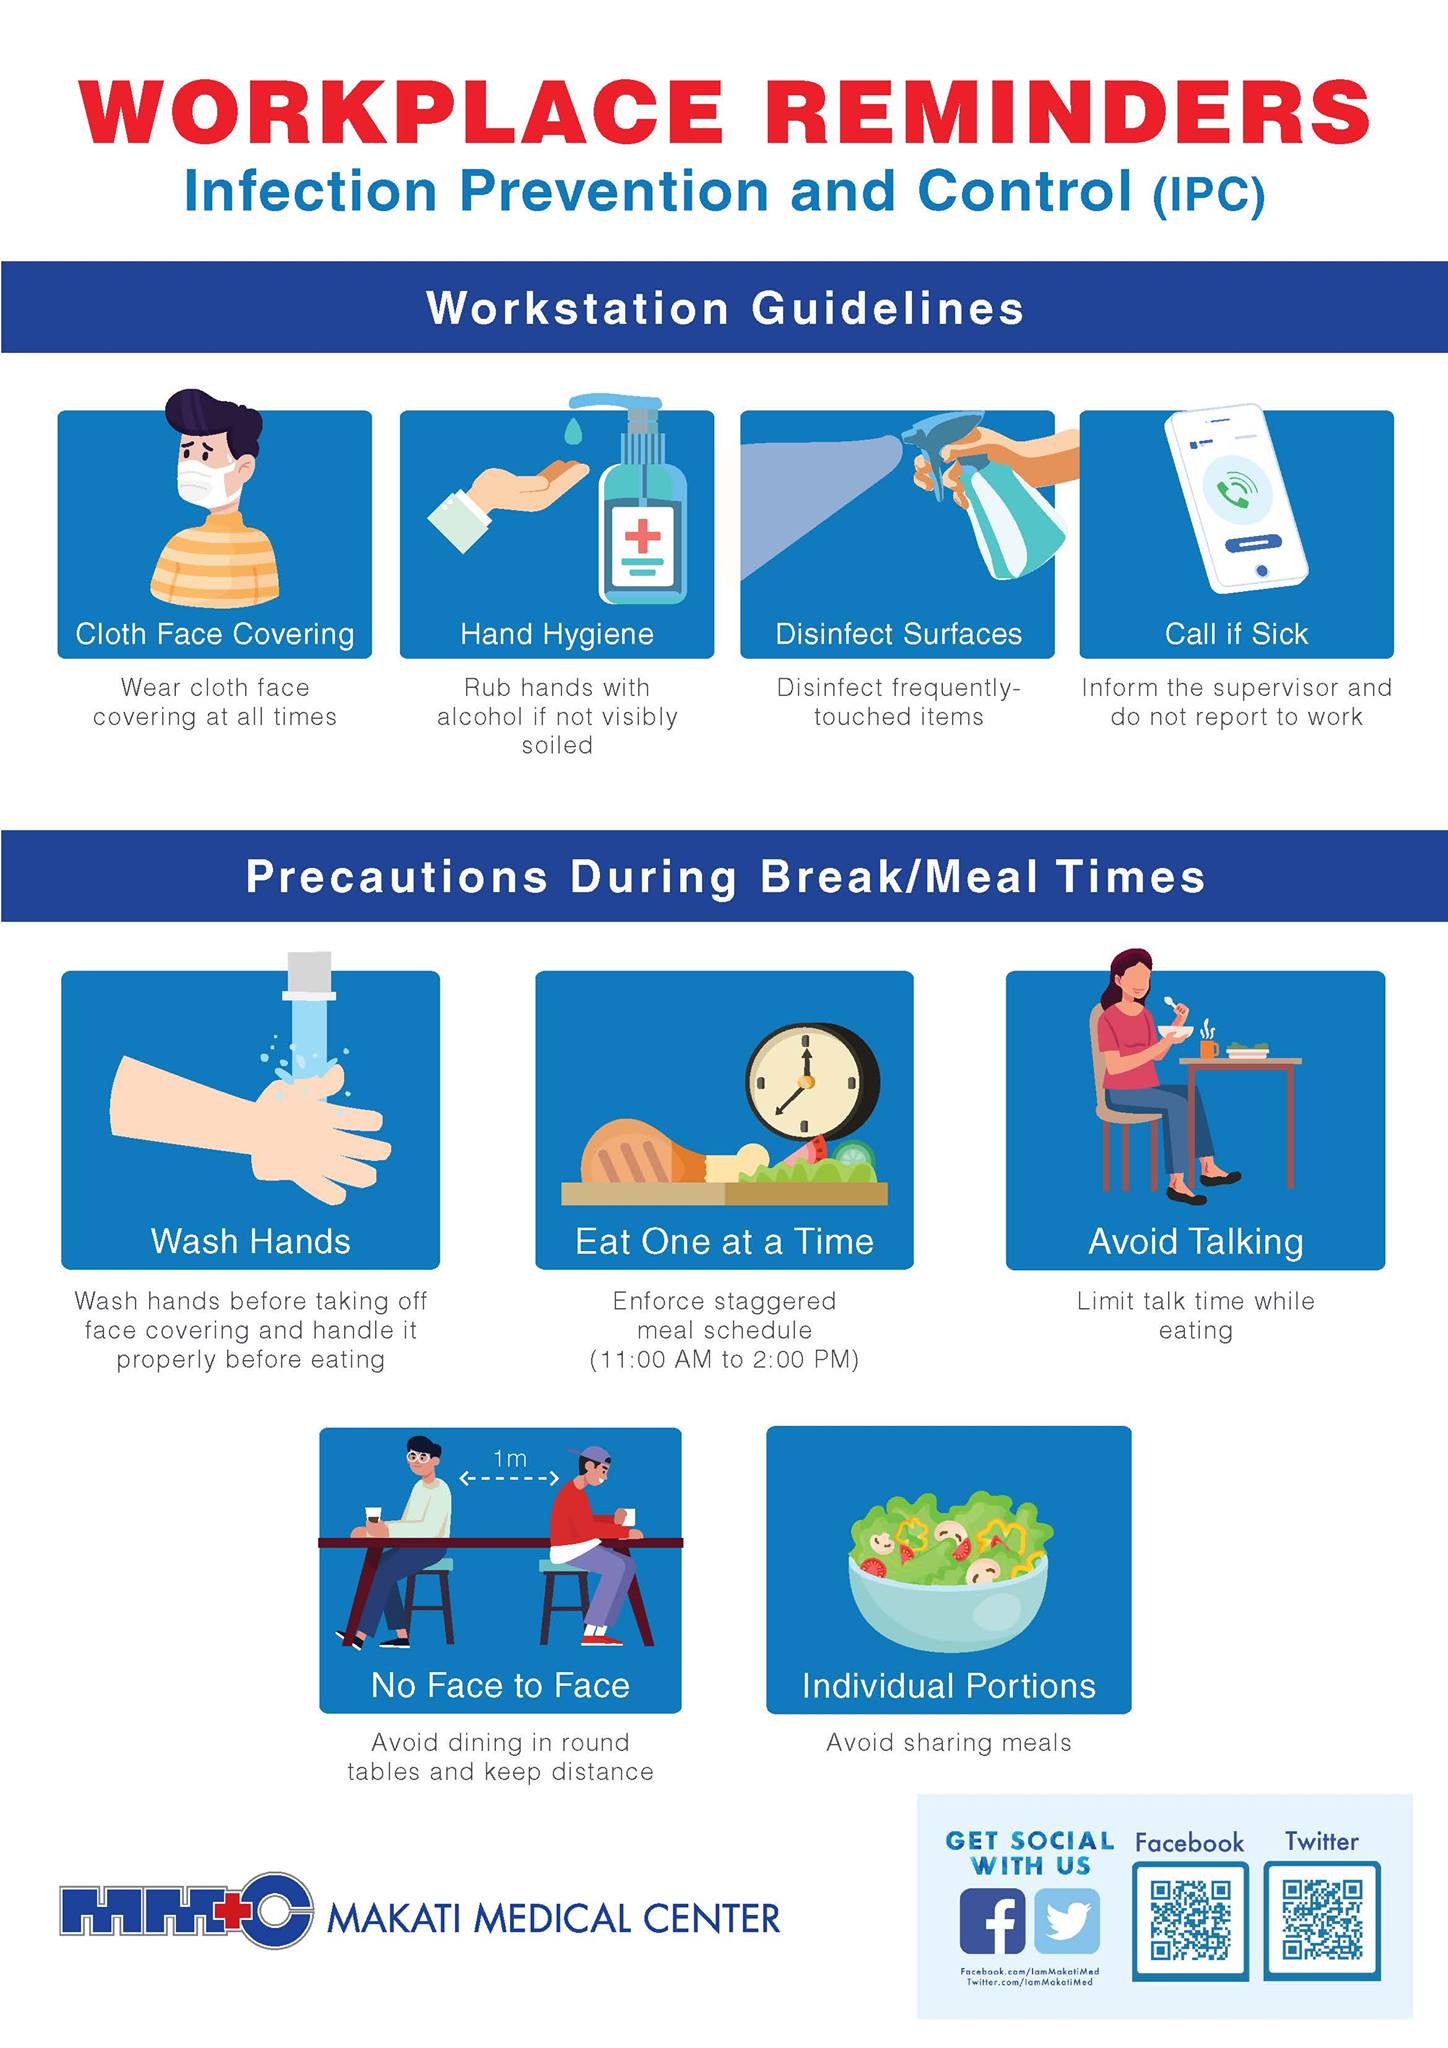 WORKPLACE REMINDERS
Infection Prevention and Control (IPC)
Workstation Guidelines
Cloth Face Covering
Wear cloth face
covering at all times
Hand Hygiene
Rub hands with
alcohol if not visibly
soiled
Disinfect Surfaces
Disinfect frequently-
touched items
Call if Sick
Inform the supervisor and
do not report to work
Precautions During Break/Meal Times
Wash Hands
Wash hands before taking off
face covering and handle it
properly before eating
Eat One at a Time
Enforce staggered
meal schedule
(11:00 AM to 2:00 PM)
Avoid Talking
Limit talk time while
eating
1m
No Face to Face
Avoid dining in round
tables and keep distance
Individual Portions
Avoid sharing meals
MMC MAKATI MEDICAL CENTER
GET SOCIAL
WITH US
Facebook.com/IamMakatiMed
Twitter.com/IamMakatiMed
Facebook
Twitter